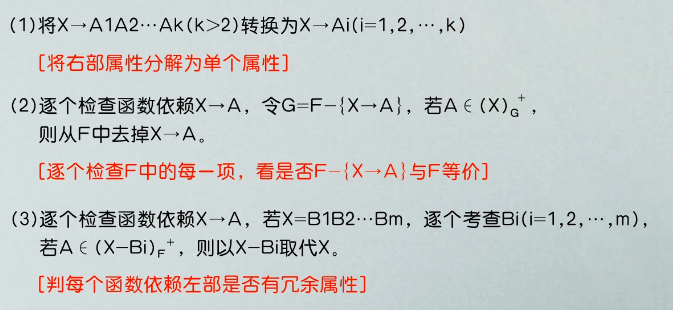 (1)将X→A1A2…Ak(k>2)转换为X→Ai(i=1,2,…,k)
[将右部属性分解为单个属性]
(2)逐个检查函数依赖X→A，令G=F-{X→A}，若A∈(X)G⁺，
则从F中去掉X→A。
[逐个检查F中的每一项，看是否F-{X→A}与F等价]
(3)逐个检查函数依赖X→A，若X=B1B2…Bm，逐个考查Bi(i=1,2,…,m)，
若A∈(X-Bi)F⁺，则以X-Bi取代X。
[判每个函数依赖左部是否有冗余属性]